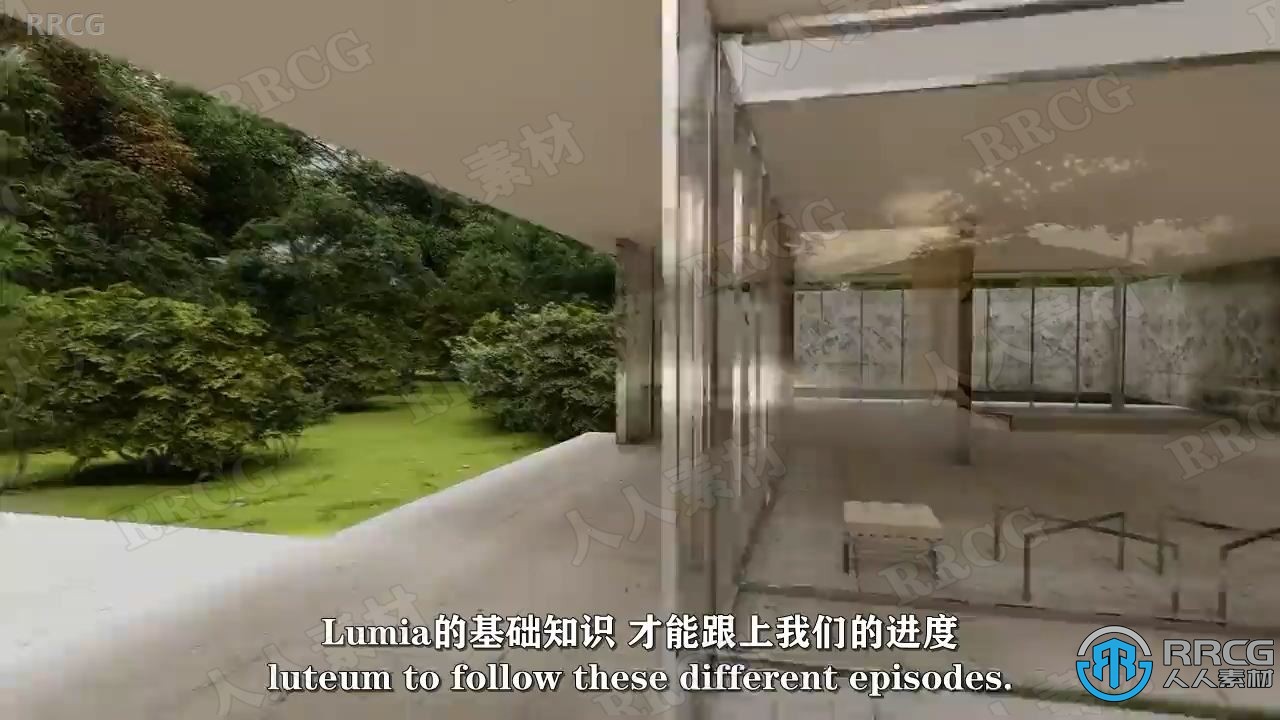 RRCG
Lumia的基础知识 才能跟上我们的进度
luteum to follow these different episodes.
RRCG
人人素材